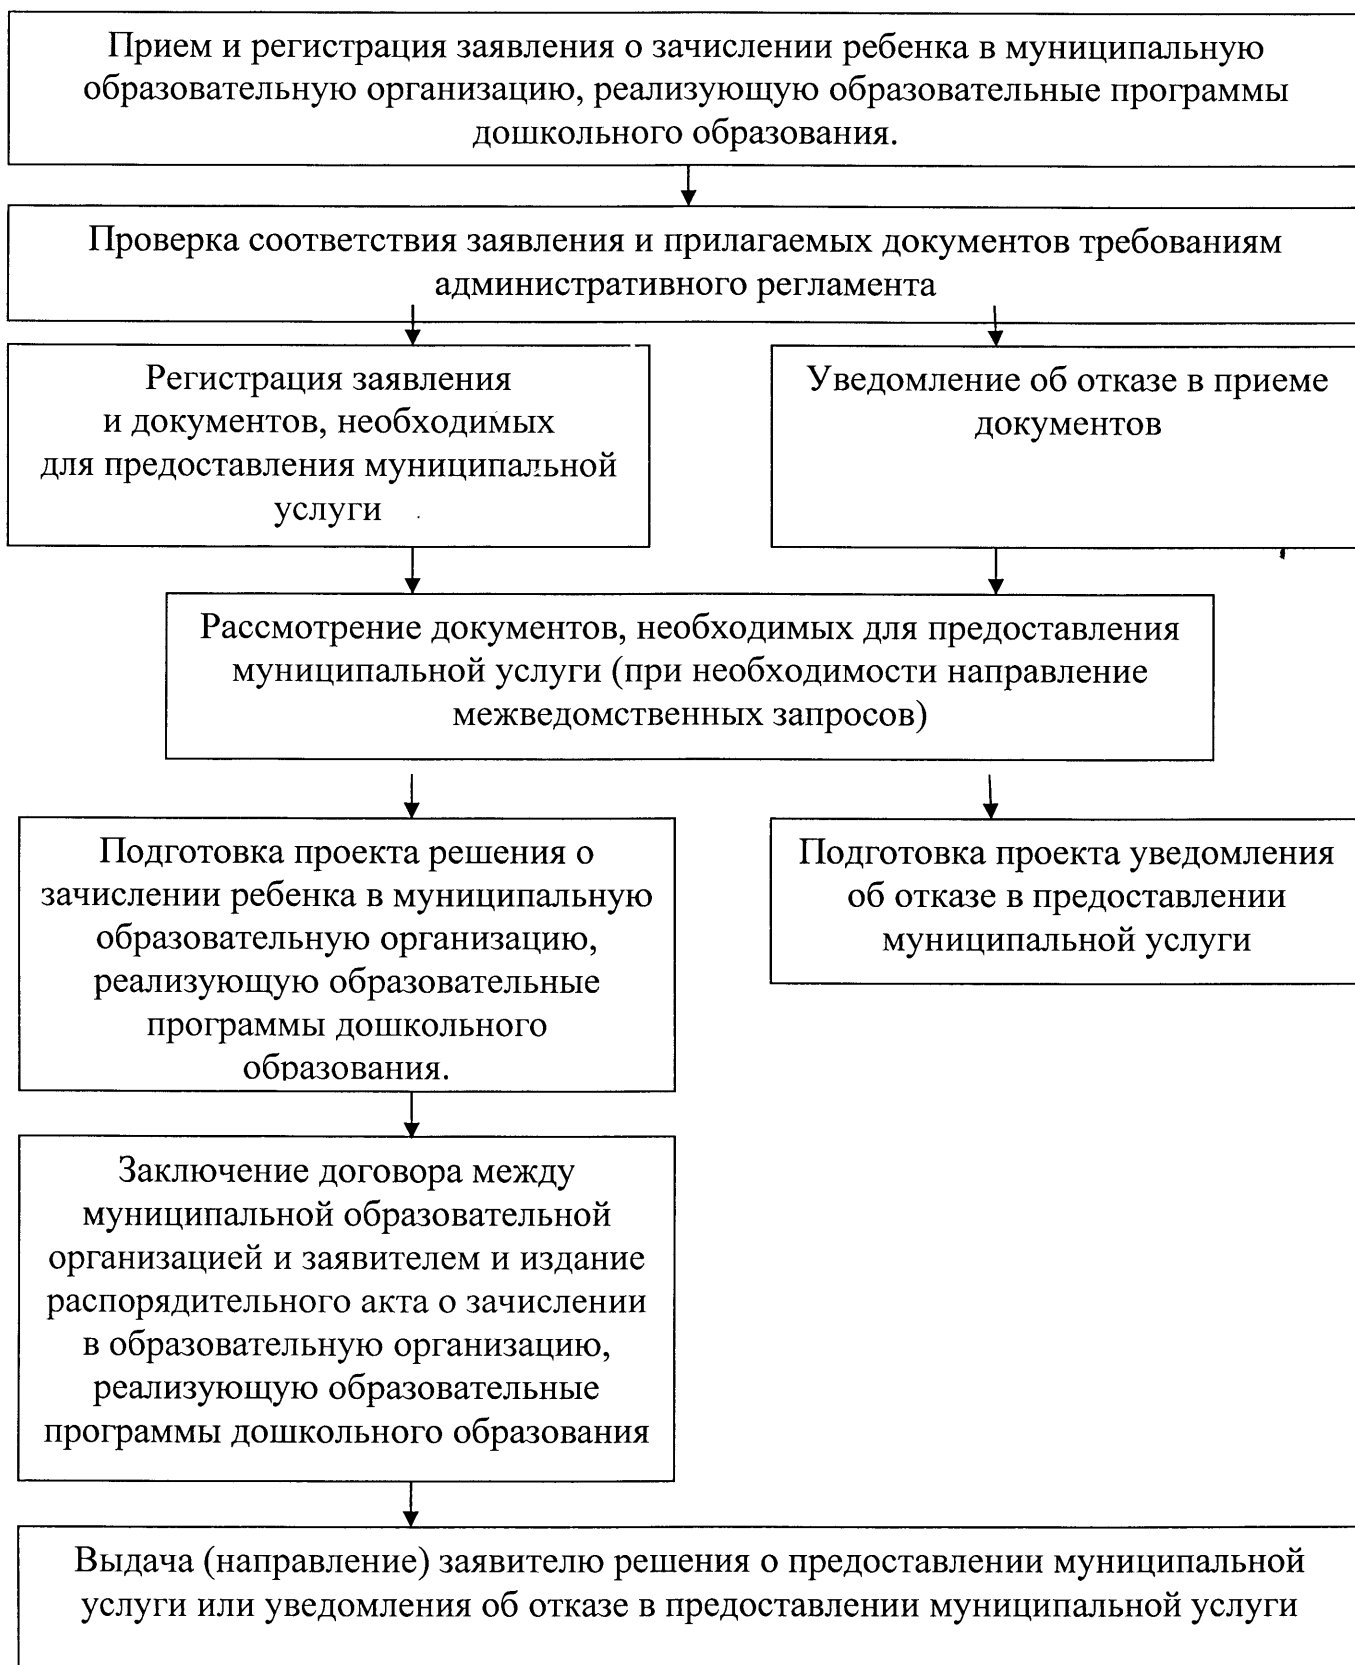 Прием и регистрация заявления о зачислении ребенка в муниципальную
образовательную организацию, реализующую образовательные программы
дошкольного образования.
Проверка соответствия заявления и прилагаемых документов требованиям
административного регламента
Регистрация заявления
и документов, необходимых
для предоставления муниципальной
услуги
Уведомление об отказе в приеме
документов
Рассмотрение документов, необходимых для предоставления
муниципальной услуги (при необходимости направление
межведомственных запросов)
Подготовка проекта решения о
зачислении ребенка в муниципальную
образовательную организацию,
реализующую образовательные
программы дошкольного
образования.
Подготовка проекта уведомления
об отказе в предоставлении
муниципальной услуги
Заключение договора между
муниципальной образовательной
организацией и заявителем и издание
распорядительного акта о зачислении
в образовательную организацию,
реализующую образовательные
программы дошкольного образования
Выдача (направление) заявителю решения о предоставлении муниципальной
услуги или уведомления об отказе в предоставлении муниципальной услуги